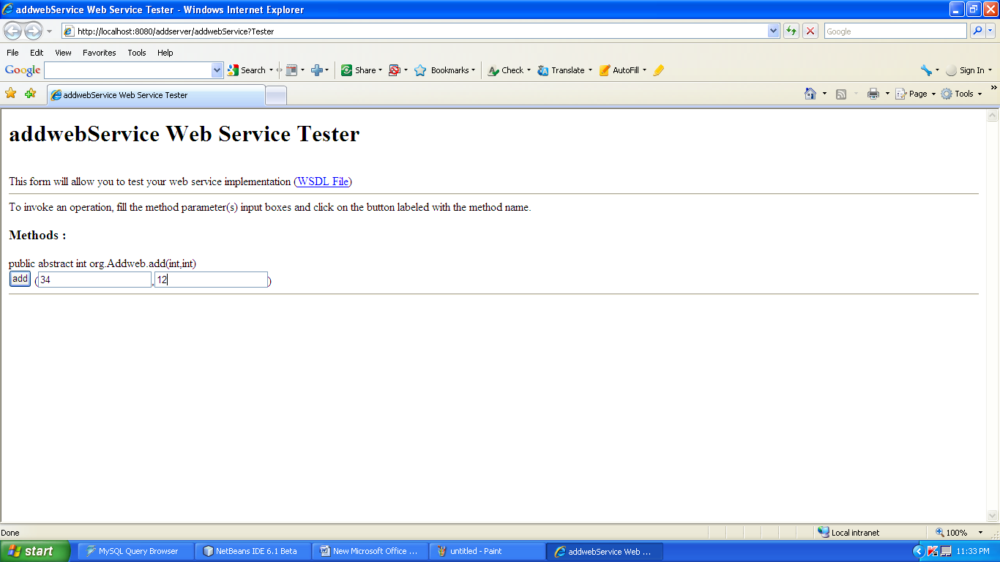 addwebService Web Service Tester - Windows Internet Explorer
http://localhost:8080/addserver/addwebService?Tester
Google
File Edit View Favorites Tools Help
Google Search Share Bookmarks Check Translate AutoFill Sign In
addwebService Web Service Tester
Page Tools
addwebService Web Service Tester
This form will allow you to test your web service implementation (WSDL File)
To invoke an operation, fill the method parameter(s) input boxes and click on the button labeled with the method name.
Methods :
public abstract int org.Addweb.add(int,int)
add (34 ,12 )
Done Local intranet 100%
start MySQL Query Browser NetBeans IDE 6.1 Beta New Microsoft Office ... untitled - Paint addwebService Web ... 11:33 PM